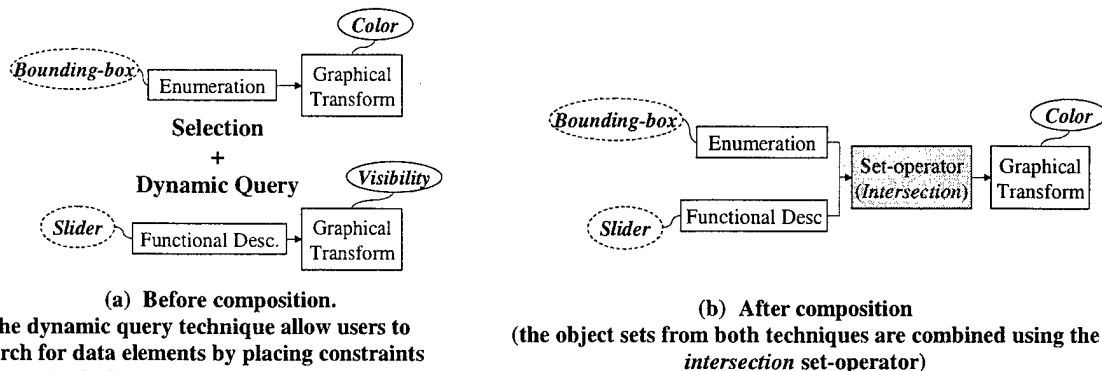 Color
Bounding-box
Enumeration
Graphical
Transform
Selection
+
Dynamic Query
Visibility
Slider
Functional Desc.
Graphical
Transform
(a) Before composition.
he dynamic query technique allow users to
rch for data elements by placing constraints
Bounding-box
Enumeration
Color
Set-operator
(Intersection)
Graphical
Transform
Slider
Functional Desc
(b) After composition
(the object sets from both techniques are combined using the
intersection set-operator)